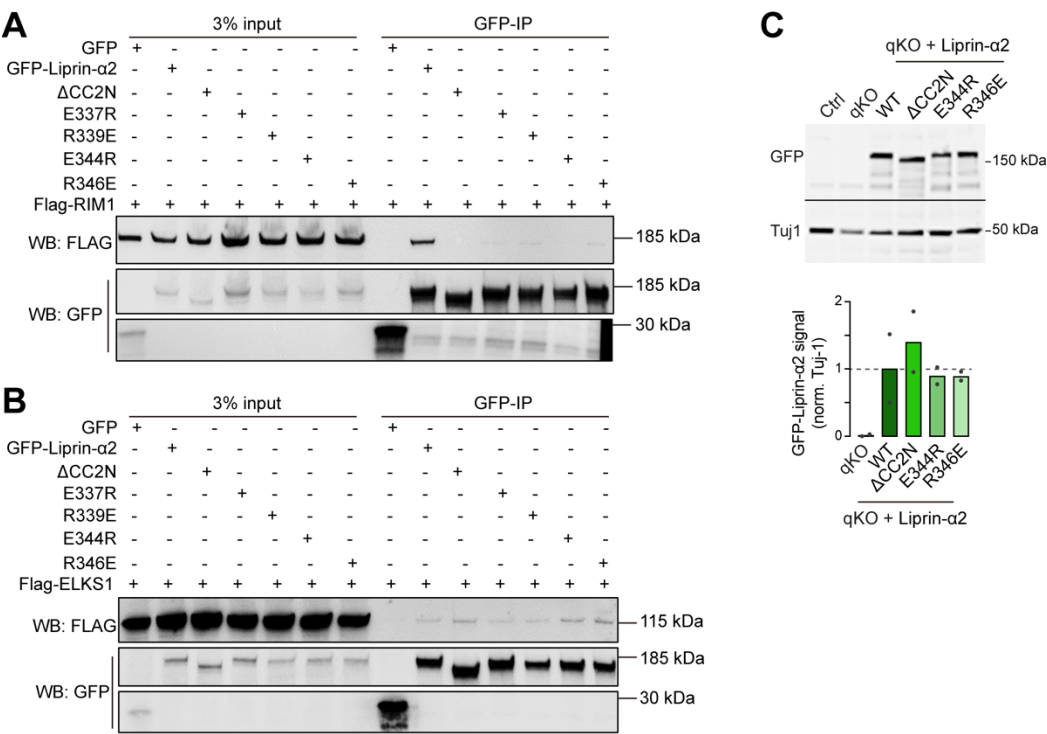 A
3% input GFP-IP
GFP + - - - - - - + - - - - - -
GFP-Liprin-α2 - + - - - - - - + - - - - -
ΔCC2N - - + - - - - - - + - - - -
E337R - - - + - - - - - - + - - -
R339E - - - - + - - - - - - + - -
E344R - - - - - + - - - - - - + -
R346E - - - - - - + - - - - - - +
Flag-RIM1 + + + + + + + + + + + + + +
WB: FLAG 185 kDa
WB: GFP 185 kDa
30 kDa
B
3% input GFP-IP
GFP + - - - - - - + - - - - - -
GFP-Liprin-α2 - + - - - - - - + - - - - -
ΔCC2N - - + - - - - - - + - - - -
E337R - - - + - - - - - - + - - -
R339E - - - - + - - - - - - + - -
E344R - - - - - + - - - - - - + -
R346E - - - - - - + - - - - - - +
Flag-ELKS1 + + + + + + + + + + + + + +
WB: FLAG 115 kDa
WB: GFP 185 kDa
30 kDa
C
qKO + Liprin-α2
Ctrl qKO WT ΔCC2N E344R R346E
GFP 150 kDa
Tuj1 50 kDa
GFP-Liprin-α2 signal
(norm. Tuj-1)
2
1
0
qKO WT ΔCC2N E344R R346E
qKO + Liprin-α2